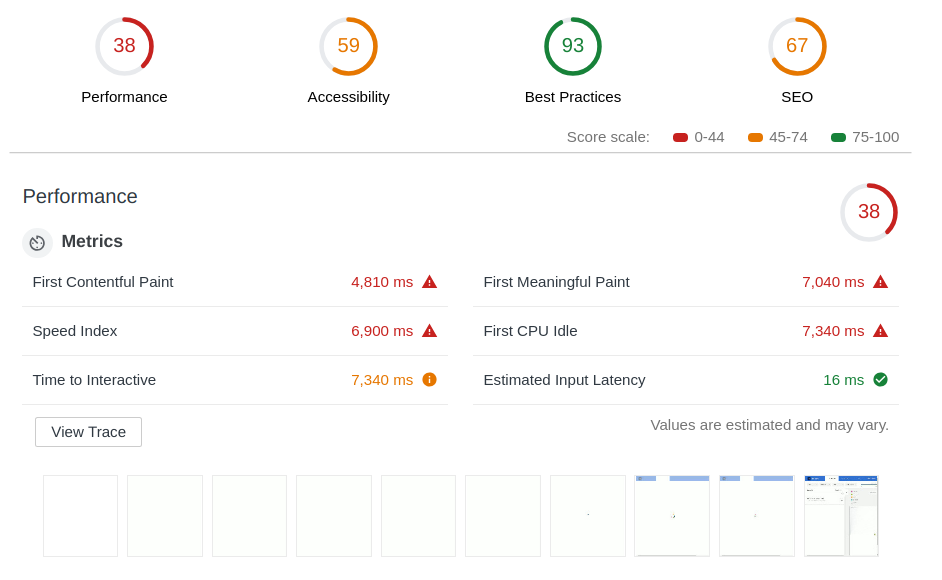 38 59 93 67
Performance Accessibility Best Practices SEO
Score scale: 0-44 45-74 75-100
Performance 38
Metrics
First Contentful Paint 4,810 ms First Meaningful Paint 7,040 ms
Speed Index 6,900 ms First CPU Idle 7,340 ms
Time to Interactive 7,340 ms Estimated Input Latency 16 ms
View Trace Values are estimated and may vary.